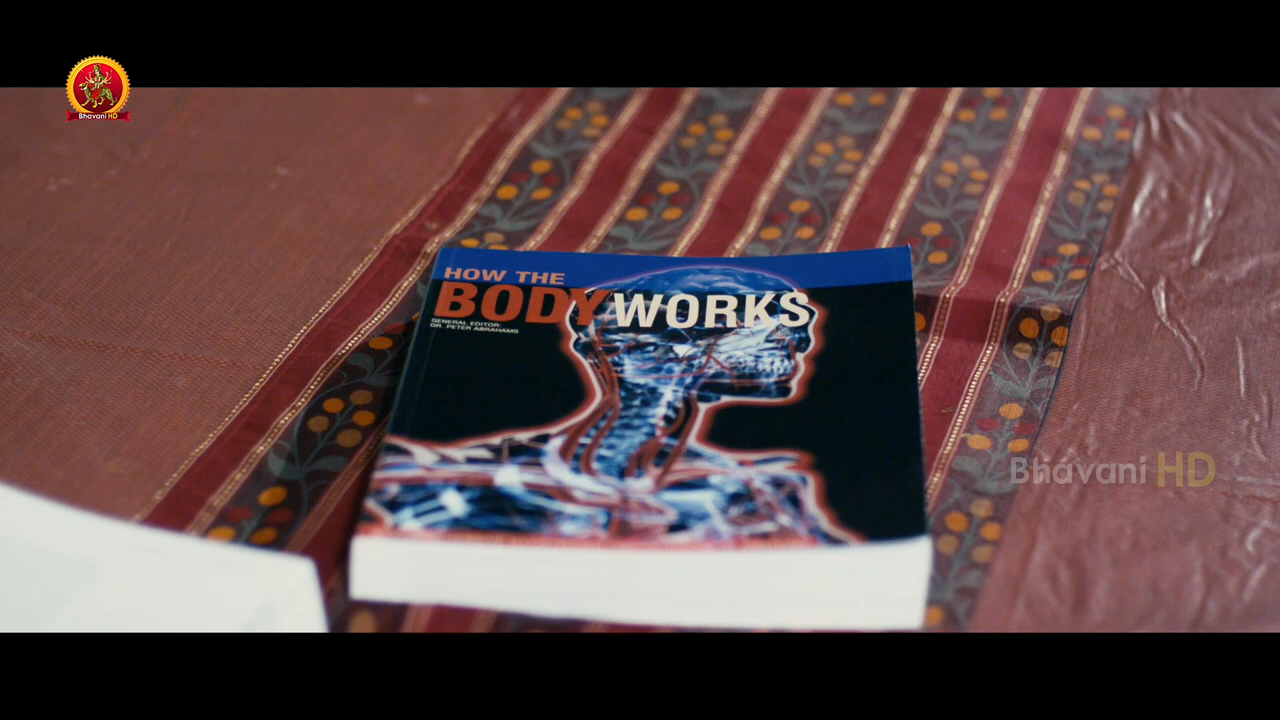 Bhavani HD
HOW THE
BODY WORKS
GENERAL EDITOR:
DR. PETER ABRAHAMS
Bhavani HD